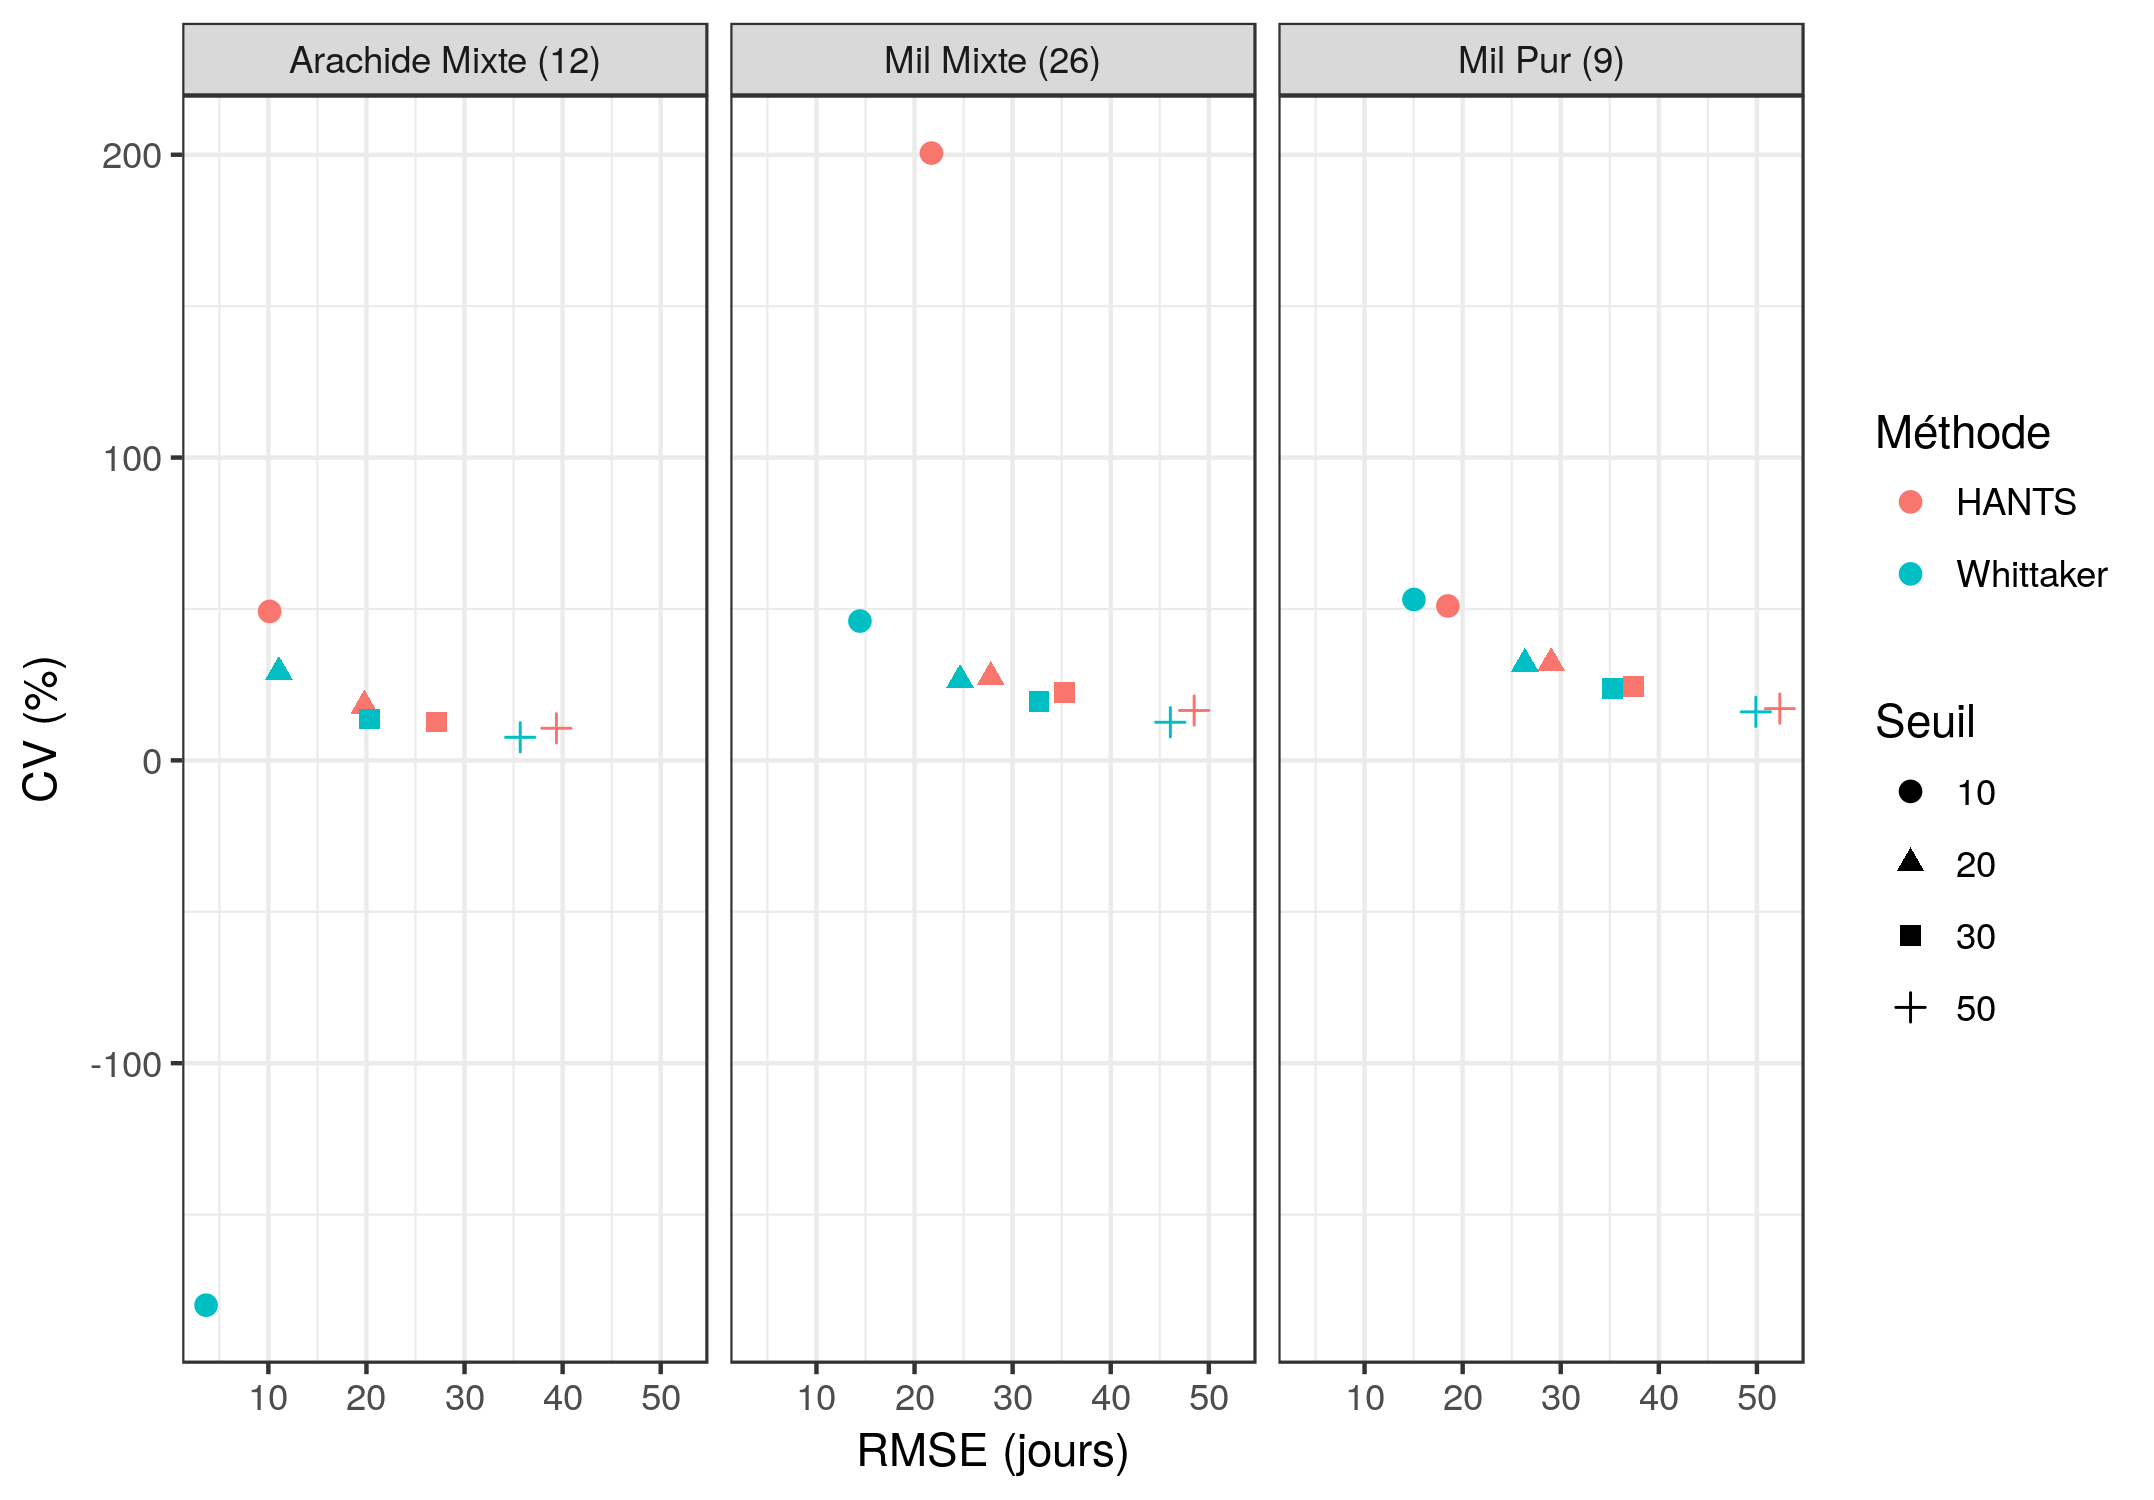 Arachide Mixte (12)
Mil Mixte (26)
Mil Pur (9)
200
100
0
-100
CV (%)
10 20 30 40 50
10 20 30 40 50
10 20 30 40 50
RMSE (jours)
Méthode
HANTS
Whittaker
Seuil
10
20
30
50